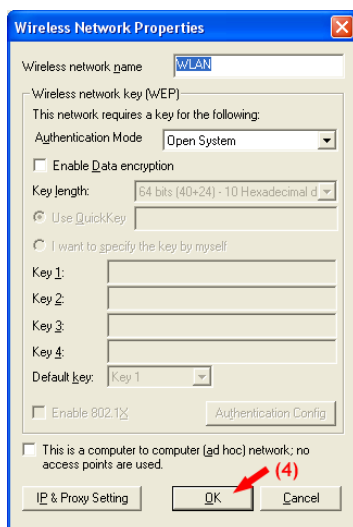 Wireless Network Properties
Wireless network name WLAN
Wireless network key (WEP)
This network requires a key for the following:
Authentication Mode Open System
Enable Data encryption
Key length: 64 bits (40+24) - 10 Hexadecimal d
Use QuickKey
I want to specify the key by myself
Key 1:
Key 2:
Key 3:
Key 4:
Default key: Key 1
Enable 802.1X Authentication Config
This is a computer to computer (ad hoc) network; no
access points are used.
(4)
IP & Proxy Setting OK Cancel